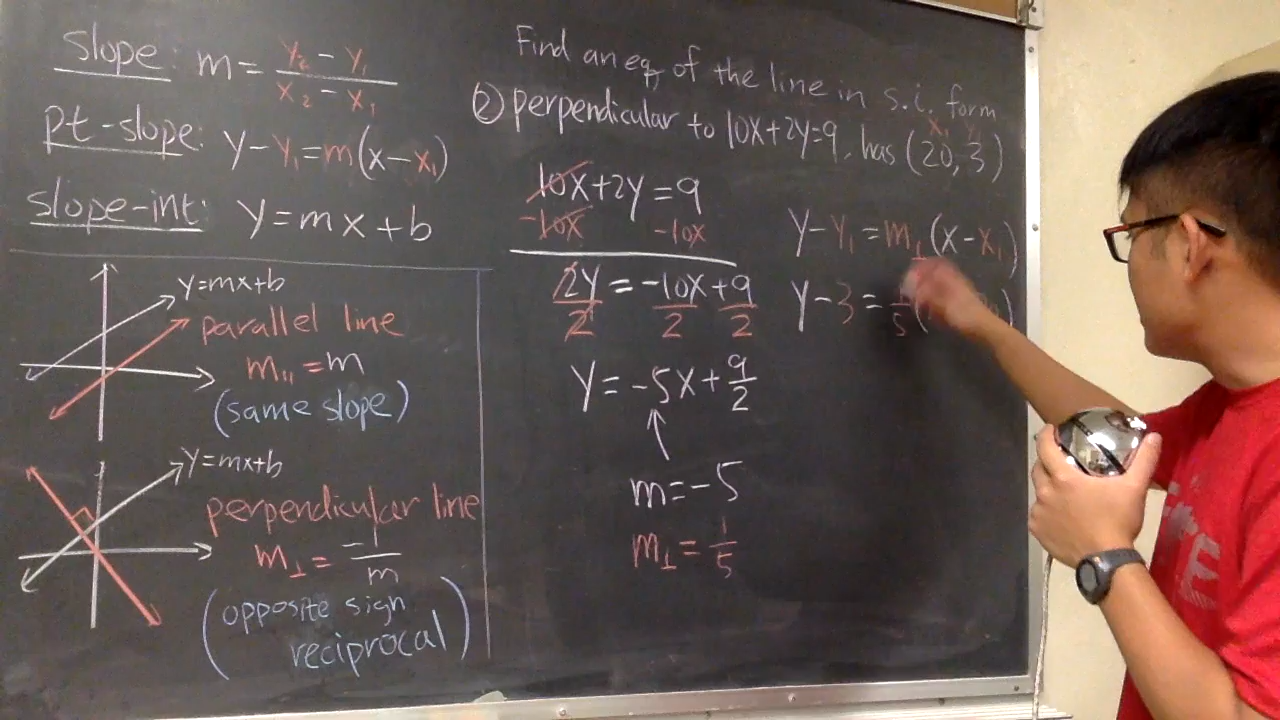 slope: m = (y₂ − y₁)/(x₂ − x₁)
pt-slope: y − y₁ = m(x − x₁)
slope-int: y = mx + b
y=mx+b
parallel line
m₁₁ = m
(same slope)
y=mx+b
perpendicular line
m⊥ = −1/m
(opposite sign
reciprocal)
Find an eq. of the line in s.i. form
x₁ y₁
② perpendicular to 10x+2y=9, has (20, 3)
10x+2y=9
−10x −10x
2y/2 = −10x/2 + 9/2
y = −5x + 9/2
m = −5
m⊥ = 1/5
y − y₁ = m⊥(x − x₁)
y − 3 = 1/5(